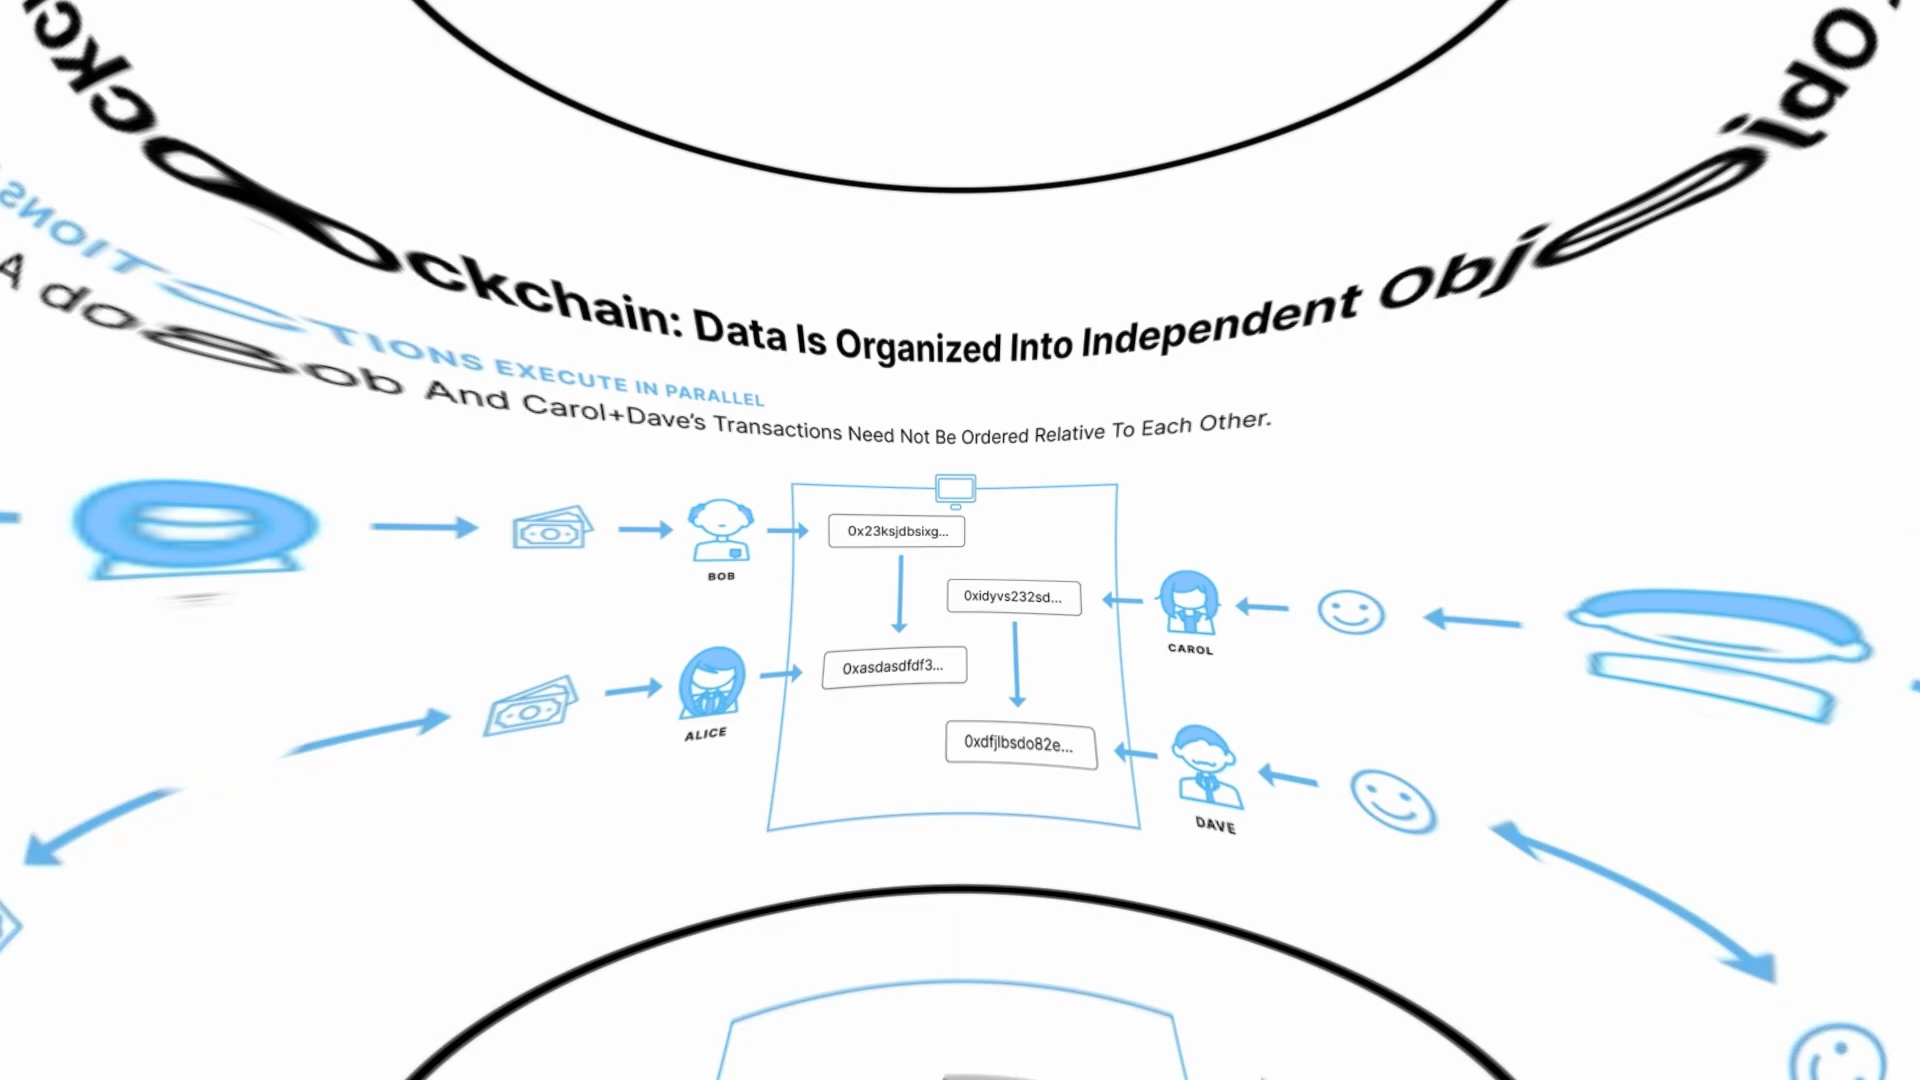 ckchain: Data Is Organized Into Independent Obj
TIONS EXECUTE IN PARALLEL
Bob And Carol+Dave's Transactions Need Not Be Ordered Relative To Each Other.
BOB
0x23ksjdbsixg...
0xidyvs232sd...
CAROL
0xasdasdfdf3...
ALICE
0xdfjlbsdo82e...
DAVE